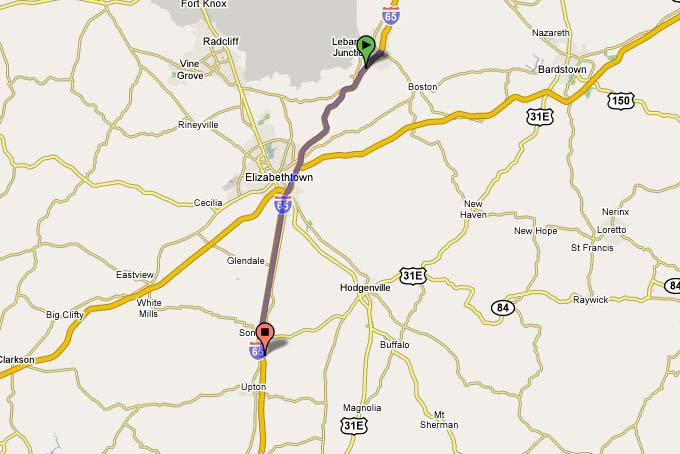 Fort Knox
65
Nazareth
Radcliff
Leban
Junction
Vine
Grove
Bardstown
Boston
150
31E
Rineyville
Elizabethtown
Cecilia
65
New
Haven
Nerinx
New Hope
Loretto
St Francis
Glendale
Eastview
31E
Hodgenville
84
White
Mills
Raywick
84
Big Clifty
Son
65
Buffalo
Clarkson
Upton
Magnolia
Mt
Sherman
31E